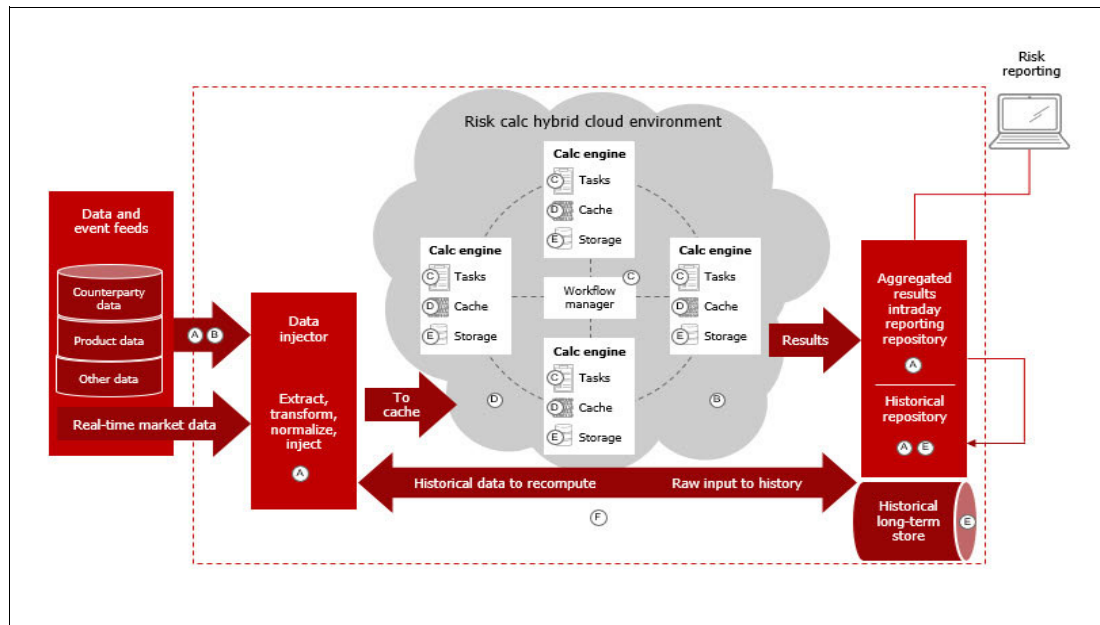 Risk
reporting
Risk calc hybrid cloud environment
Calc engine
C Tasks
D Cache
E Storage
Data and
event feeds
Counterparty
data
Product data
Other data
A B
Real-time market data
Data
injector
Extract,
transform,
normalize,
inject
A
To
cache
Calc engine
C Tasks
D Cache
E Storage
C
Workflow
manager
Calc engine
C Tasks
D Cache
E Storage
Calc engine
C Tasks
D Cache
E Storage
D
B
Results
Aggregated
results
intraday
reporting
repository
A
Historical
repository
A E
Historical data to recompute
Raw input to history
F
Historical
long-term
store
E